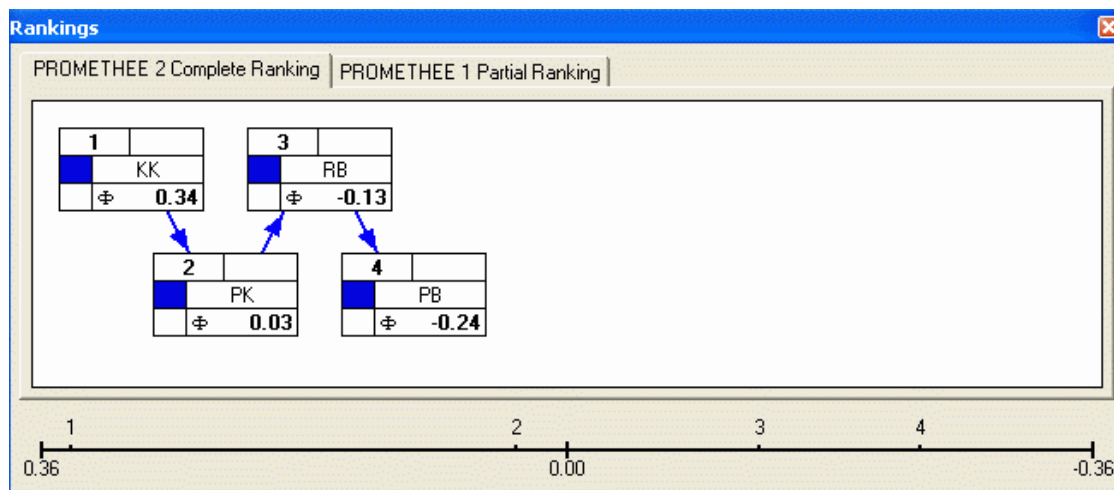 Rankings
PROMETHEE 2 Complete Ranking
PROMETHEE 1 Partial Ranking
1
KK
Φ 0.34
3
RB
Φ -0.13
2
PK
Φ 0.03
4
PB
Φ -0.24
1 2 3 4
0.36 0.00 -0.36